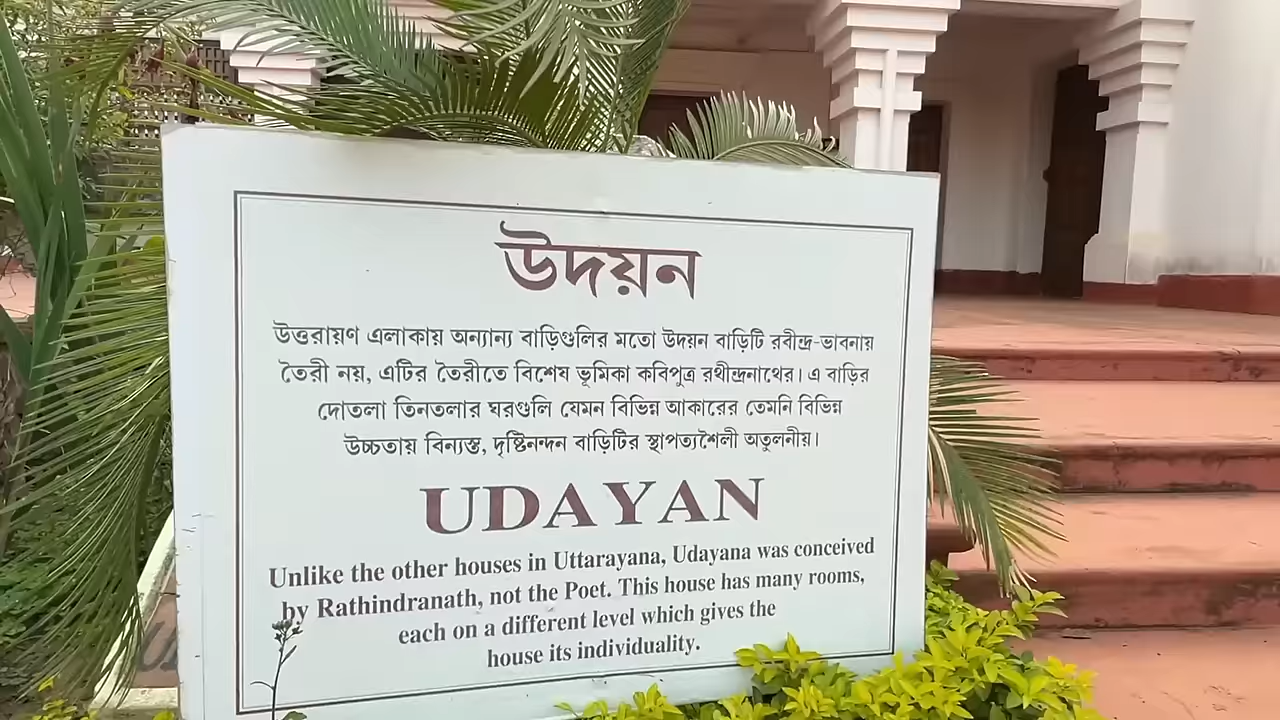 উদয়ন
উত্তরায়ণ এলাকায় অন্যান্য বাড়িগুলির মতো উদয়ন বাড়িটি রবীন্দ্র-ভাবনায়
তৈরী নয়, এটির তৈরীতে বিশেষ ভূমিকা কবিপুত্র রথীন্দ্রনাথের। এ বাড়ির
দোতলা তিনতলার ঘরগুলি যেমন বিভিন্ন আকারের তেমনি বিভিন্ন
উচ্চতায় বিন্যস্ত, দৃষ্টিনন্দন বাড়িটির স্থাপত্যশৈলী অতুলনীয়।
UDAYAN
Unlike the other houses in Uttarayana, Udayana was conceived
by Rathindranath, not the Poet. This house has many rooms,
each on a different level which gives the
house its individuality.